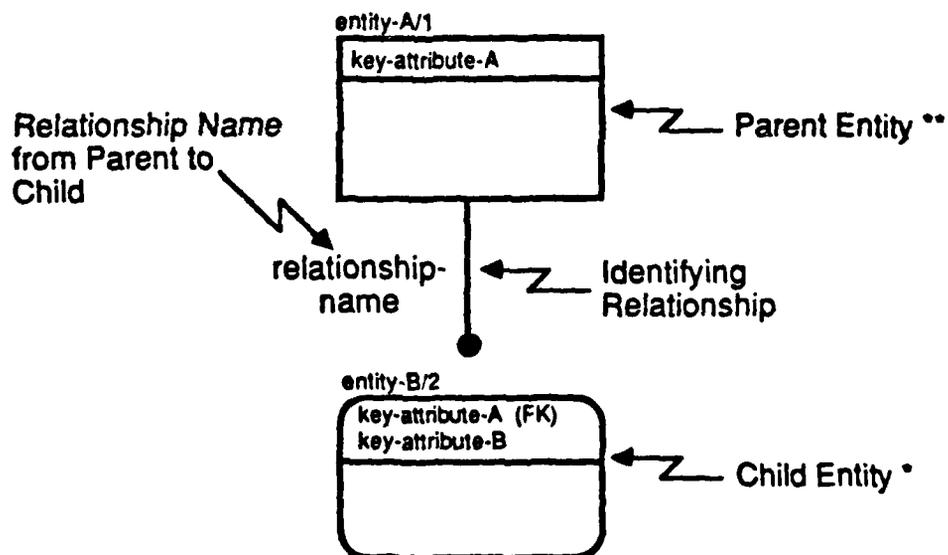 entity-A/1
key-attribute-A
Parent Entity **
Relationship Name
from Parent to
Child
relationship-
name
Identifying
Relationship
entity-B/2
key-attribute-A (FK)
key-attribute-B
Child Entity *